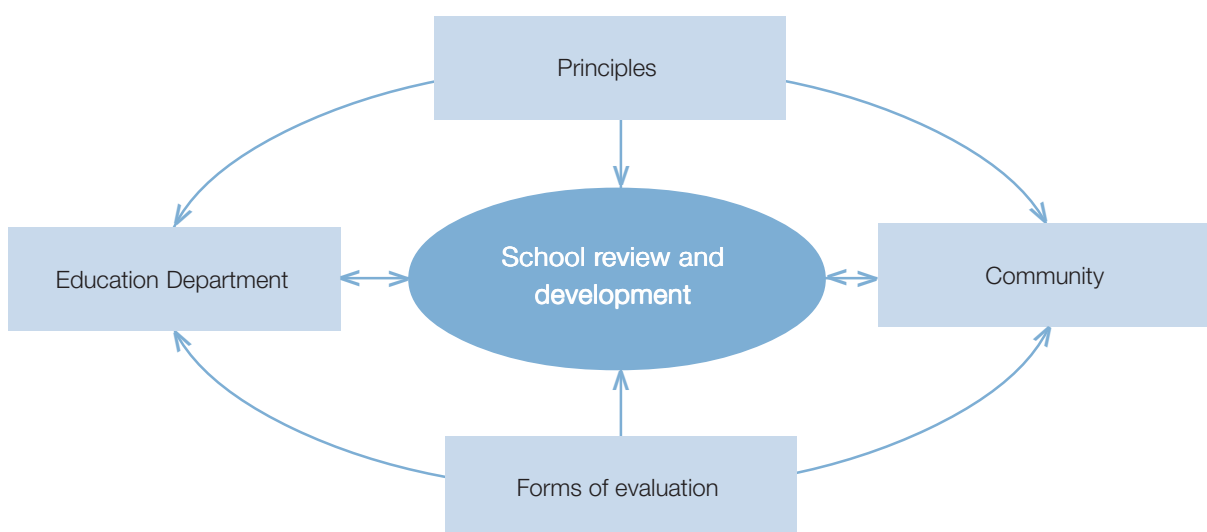 Principles
School review and
development
Education Department
Community
Forms of evaluation